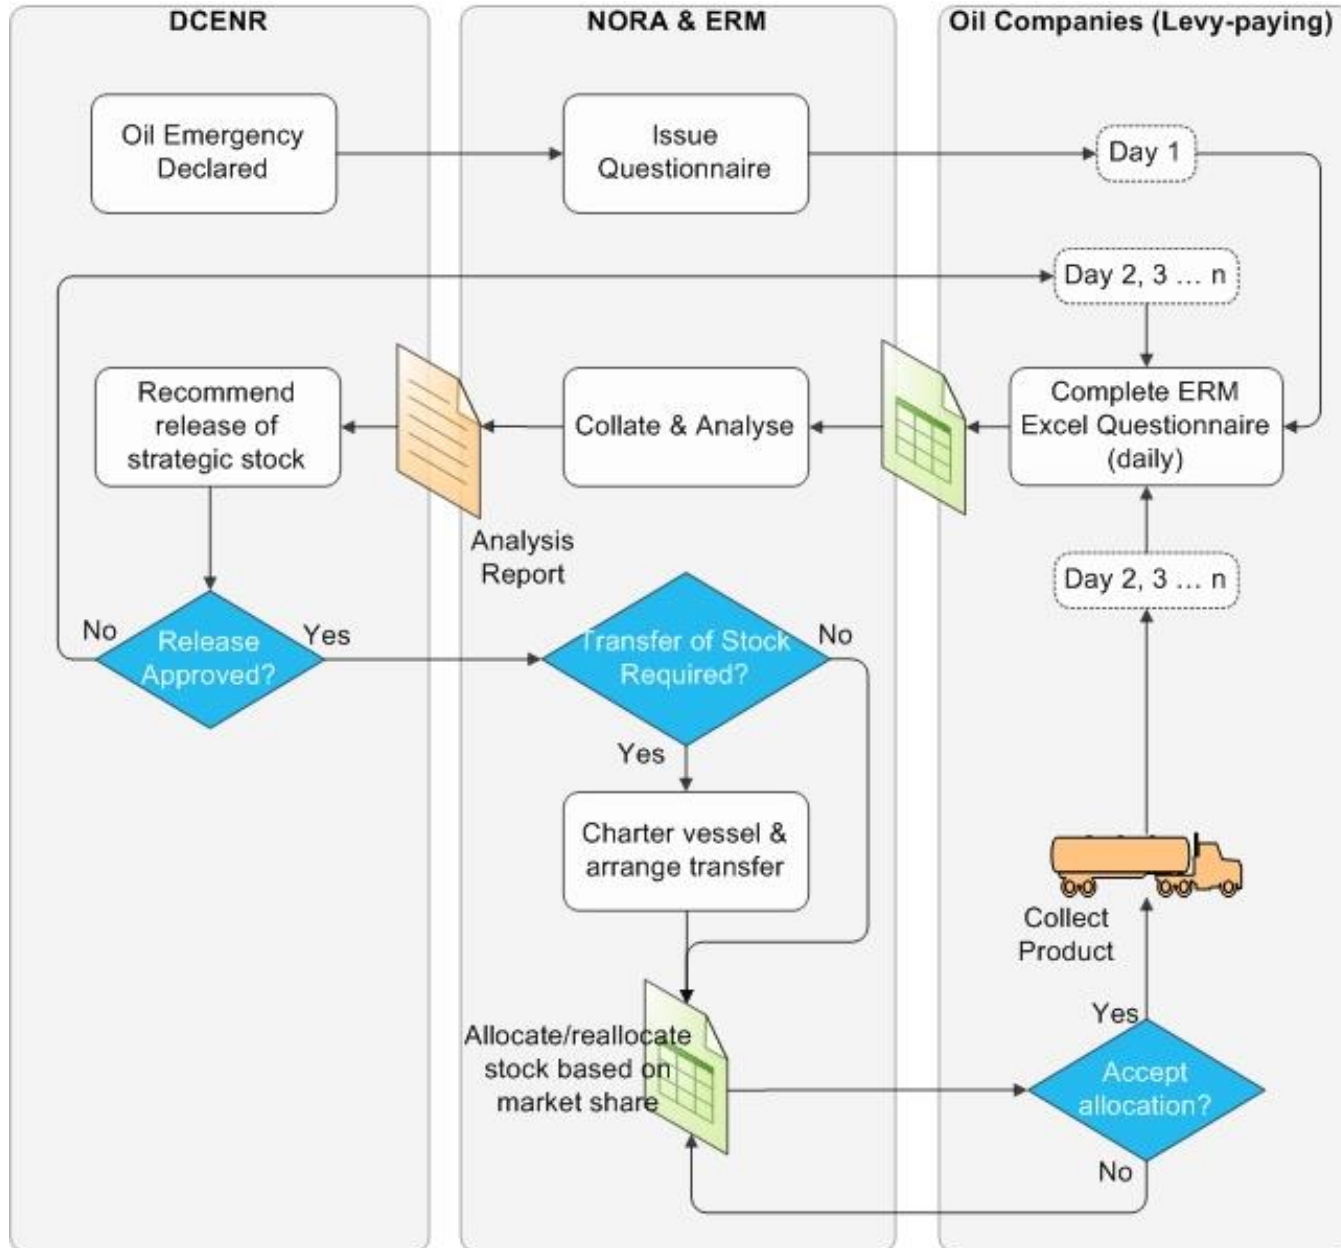 DCENR
NORA & ERM
Oil Companies (Levy-paying)
Oil Emergency
Declared
Issue
Questionnaire
Day 1
Day 2, 3 ... n
Recommend
release of
strategic stock
Collate & Analyse
Complete ERM
Excel Questionnaire
(daily)
Analysis
Report
Day 2, 3 ... n
No
Release
Approved?
Yes
Transfer of Stock
Required?
No
Yes
Charter vessel &
arrange transfer
Collect
Product
Allocate/reallocate
stock based on
market share
Yes
Accept
allocation?
No